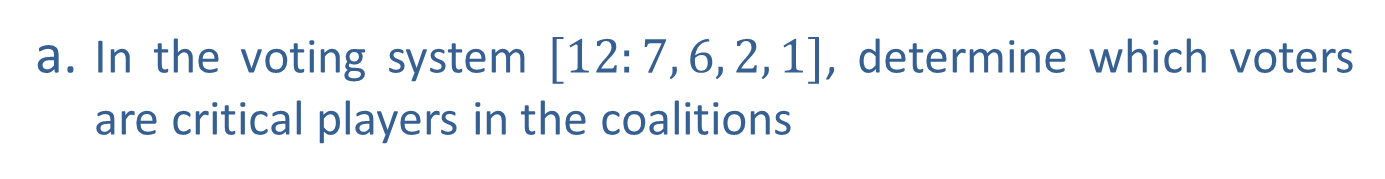 a. In the voting system [12: 7, 6, 2, 1], determine which voters
are critical players in the coalitions